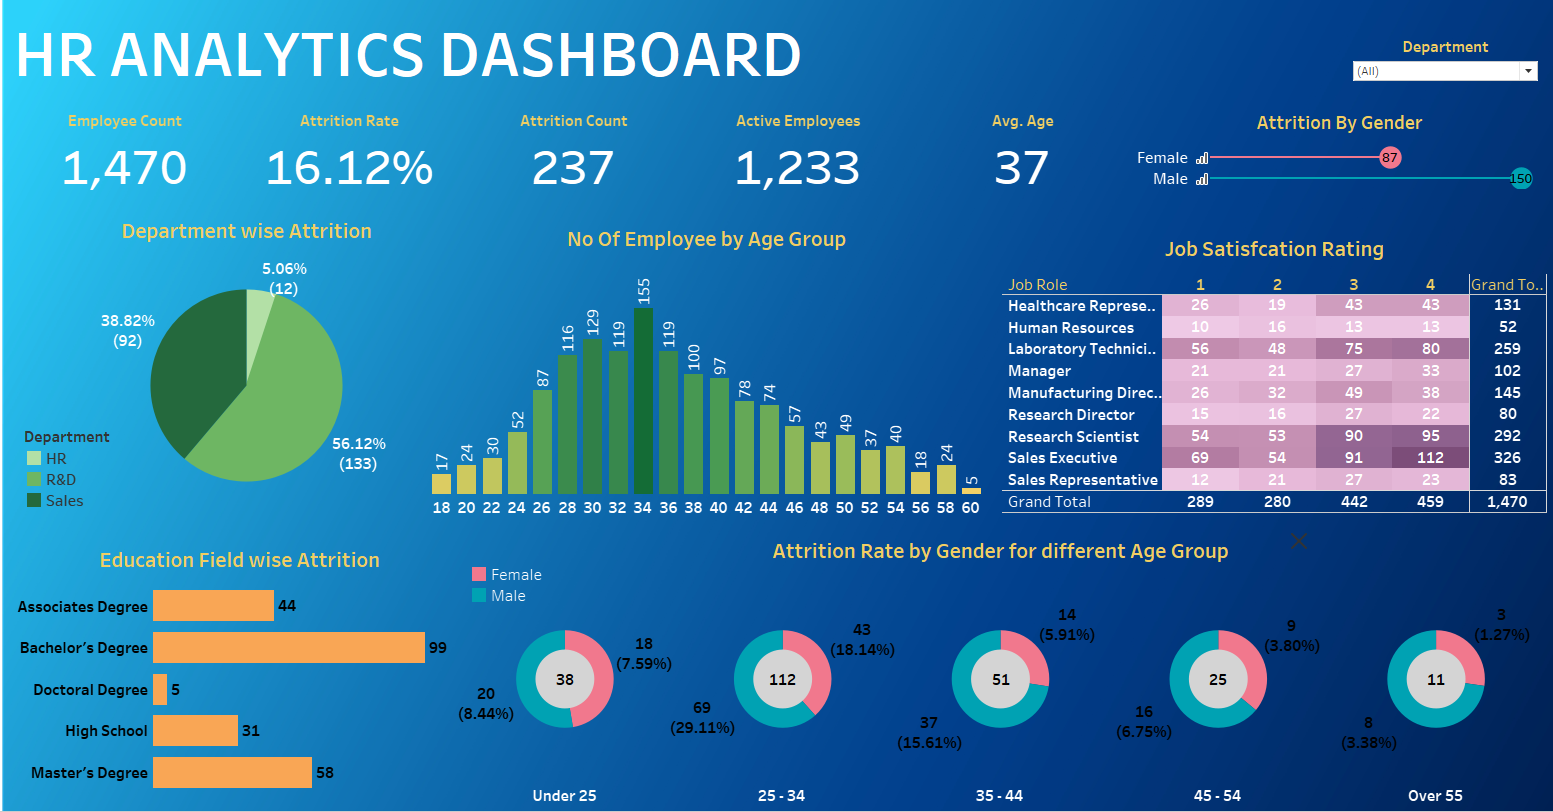 HR ANALYTICS DASHBOARD
Department
(All)
Employee Count
1,470
Attrition Rate
16.12%
Attrition Count
237
Active Employees
1,233
Avg. Age
37
Attrition By Gender
Female 87
Male 150
Department wise Attrition
5.06%
(12)
38.82%
(92)
56.12%
(133)
Department
HR
R&D
Sales
No Of Employee by Age Group
17 24 30 52 87 116 129 119 155 119 100 97 78 74 57 43 49 37 40 18 24 5
18 20 22 24 26 28 30 32 34 36 38 40 42 44 46 48 50 52 54 56 58 60
Job Satisfcation Rating
Job Role 1 2 3 4 Grand To..
Healthcare Represe.. 26 19 43 43 131
Human Resources 10 16 13 13 52
Laboratory Technici.. 56 48 75 80 259
Manager 21 21 27 33 102
Manufacturing Direc.. 26 32 49 38 145
Research Director 15 16 27 22 80
Research Scientist 54 53 90 95 292
Sales Executive 69 54 91 112 326
Sales Representative 12 21 27 23 83
Grand Total 289 280 442 459 1,470
Education Field wise Attrition
Associates Degree 44
Bachelor's Degree 99
Doctoral Degree 5
High School 31
Master's Degree 58
Attrition Rate by Gender for different Age Group
Female
Male
18
(7.59%)
38
20
(8.44%)
Under 25
43
(18.14%)
112
69
(29.11%)
25 - 34
14
(5.91%)
51
37
(15.61%)
35 - 44
9
(3.80%)
25
16
(6.75%)
45 - 54
3
(1.27%)
11
8
(3.38%)
Over 55